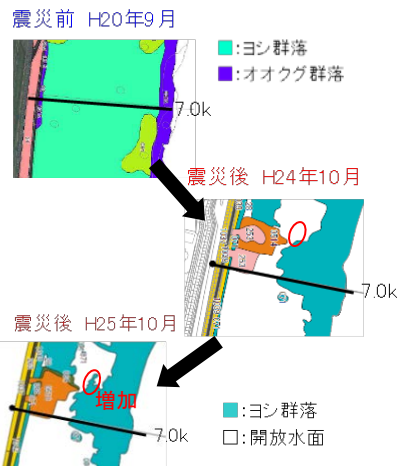 震災前 H20年9月
:ヨシ群落
:オオクグ群落
7.0k
震災後 H24年10月
7.0k
震災後 H25年10月
増加
7.0k
:ヨシ群落
:開放水面